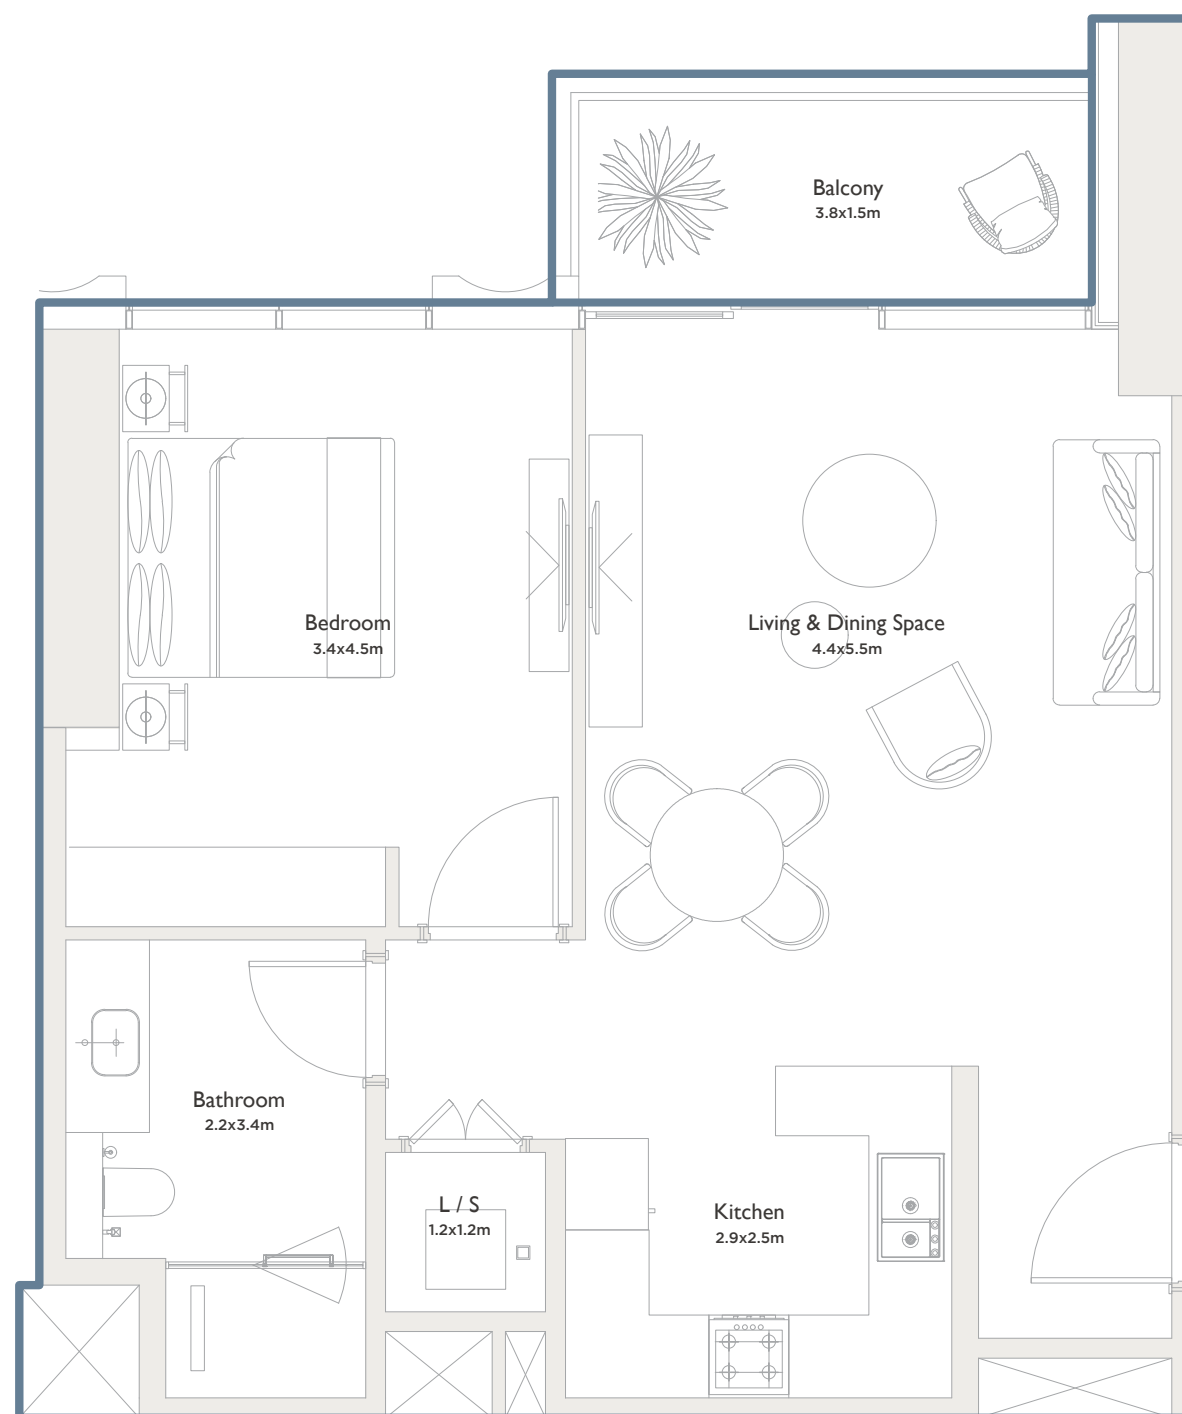 Balcony
3.8x1.5m
Bedroom
3.4x4.5m
Living & Dining Space
4.4x5.5m
Bathroom
2.2x3.4m
L / S
1.2x1.2m
Kitchen
2.9x2.5m